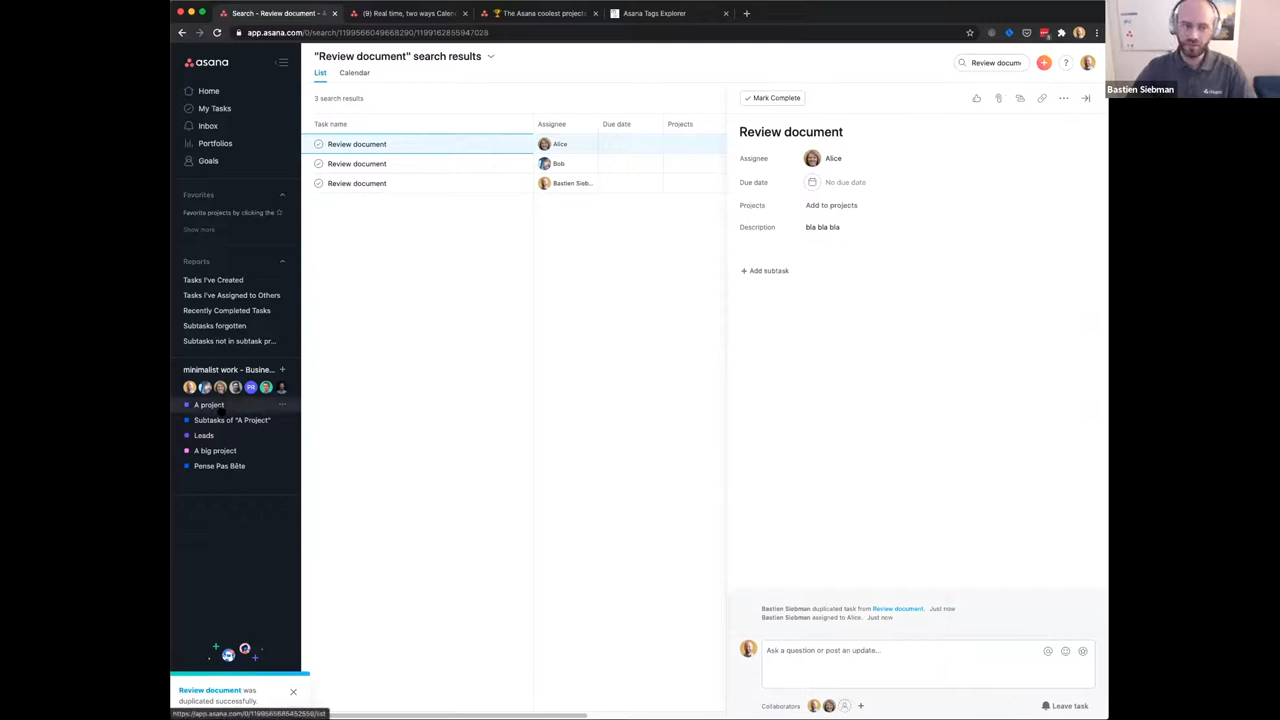 Search - Review document - A
(9) Real time, two ways Calen
🏆 The Asana coolest projects
Asana Tags Explorer
app.asana.com/0/search/1199566049668290/1199162855947028
asana
Home
My Tasks
Inbox
Portfolios
Goals
Favorites
Favorite projects by clicking the ☆
Show more
Reports
Tasks I've Created
Tasks I've Assigned to Others
Recently Completed Tasks
Subtasks forgotten
Subtasks not in subtask pr...
minimalist work - Busine...
PR
A project
Subtasks of "A Project"
Leads
A big project
Pense Pas Bête
Review document was
duplicated successfully.
"Review document" search results
List Calendar
3 search results
Task name Assignee Due date Projects
Review document Alice
Review document Bob
Review document Bastien Sieb...
Review docum
Mark Complete
Review document
Assignee Alice
Due date No due date
Projects Add to projects
Description bla bla bla
+ Add subtask
Bastien Siebman duplicated task from Review document. Just now
Bastien Siebman assigned to Alice. Just now
Ask a question or post an update...
Collaborators
Leave task
Bastien Siebman